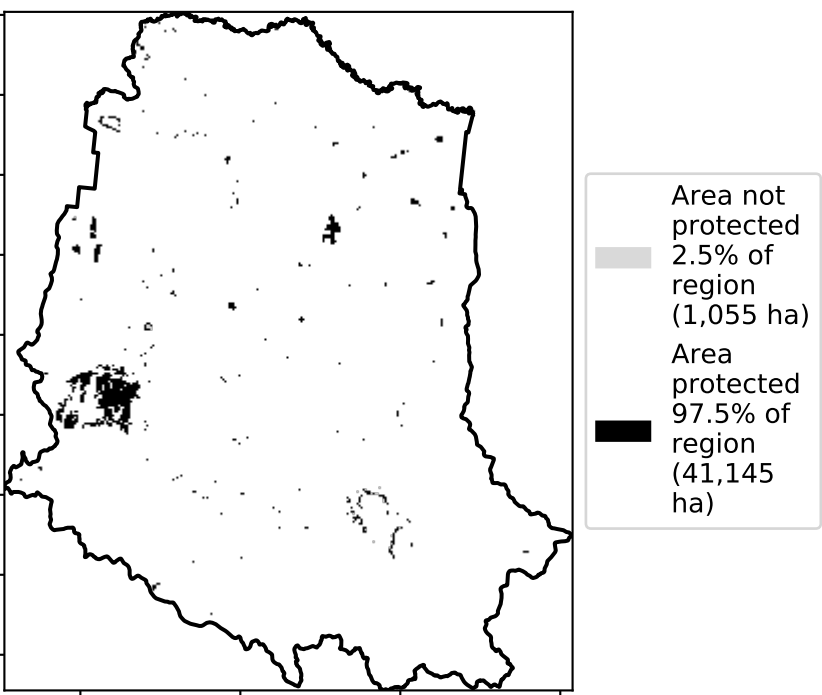 Area not
protected
2.5% of
region
(1,055 ha)
Area
protected
97.5% of
region
(41,145
ha)